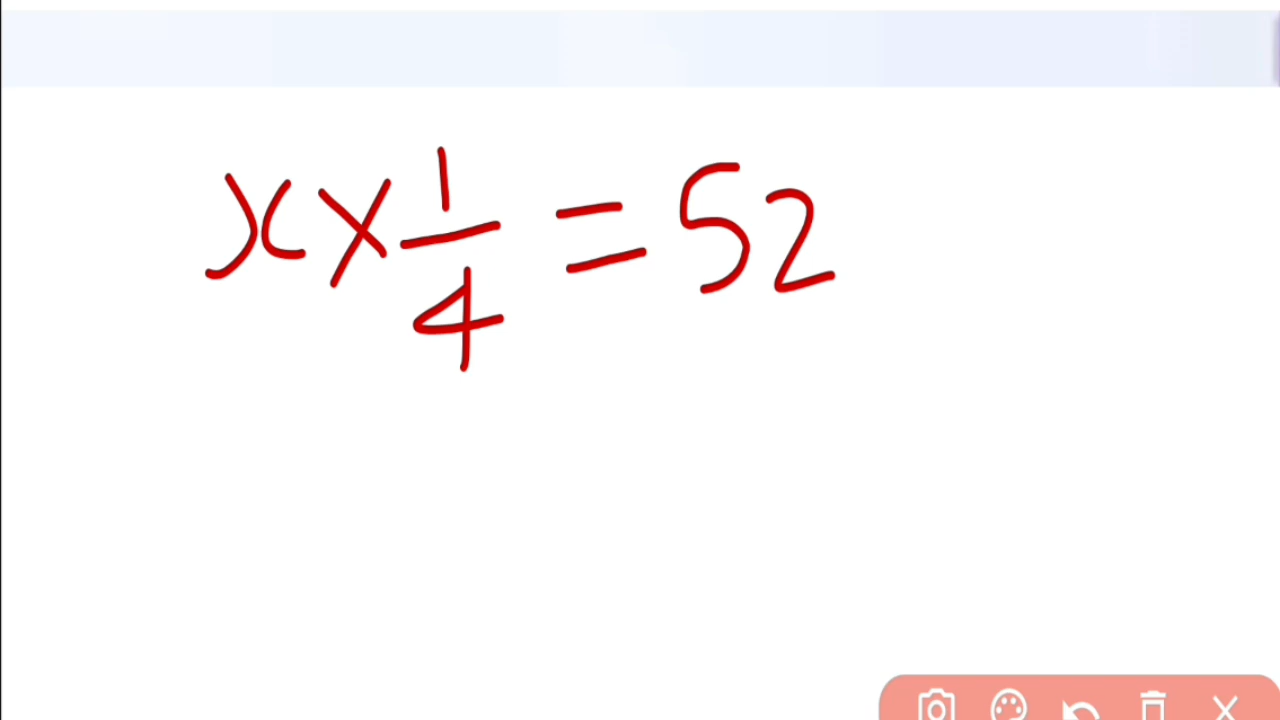 x × 1/4 = 52